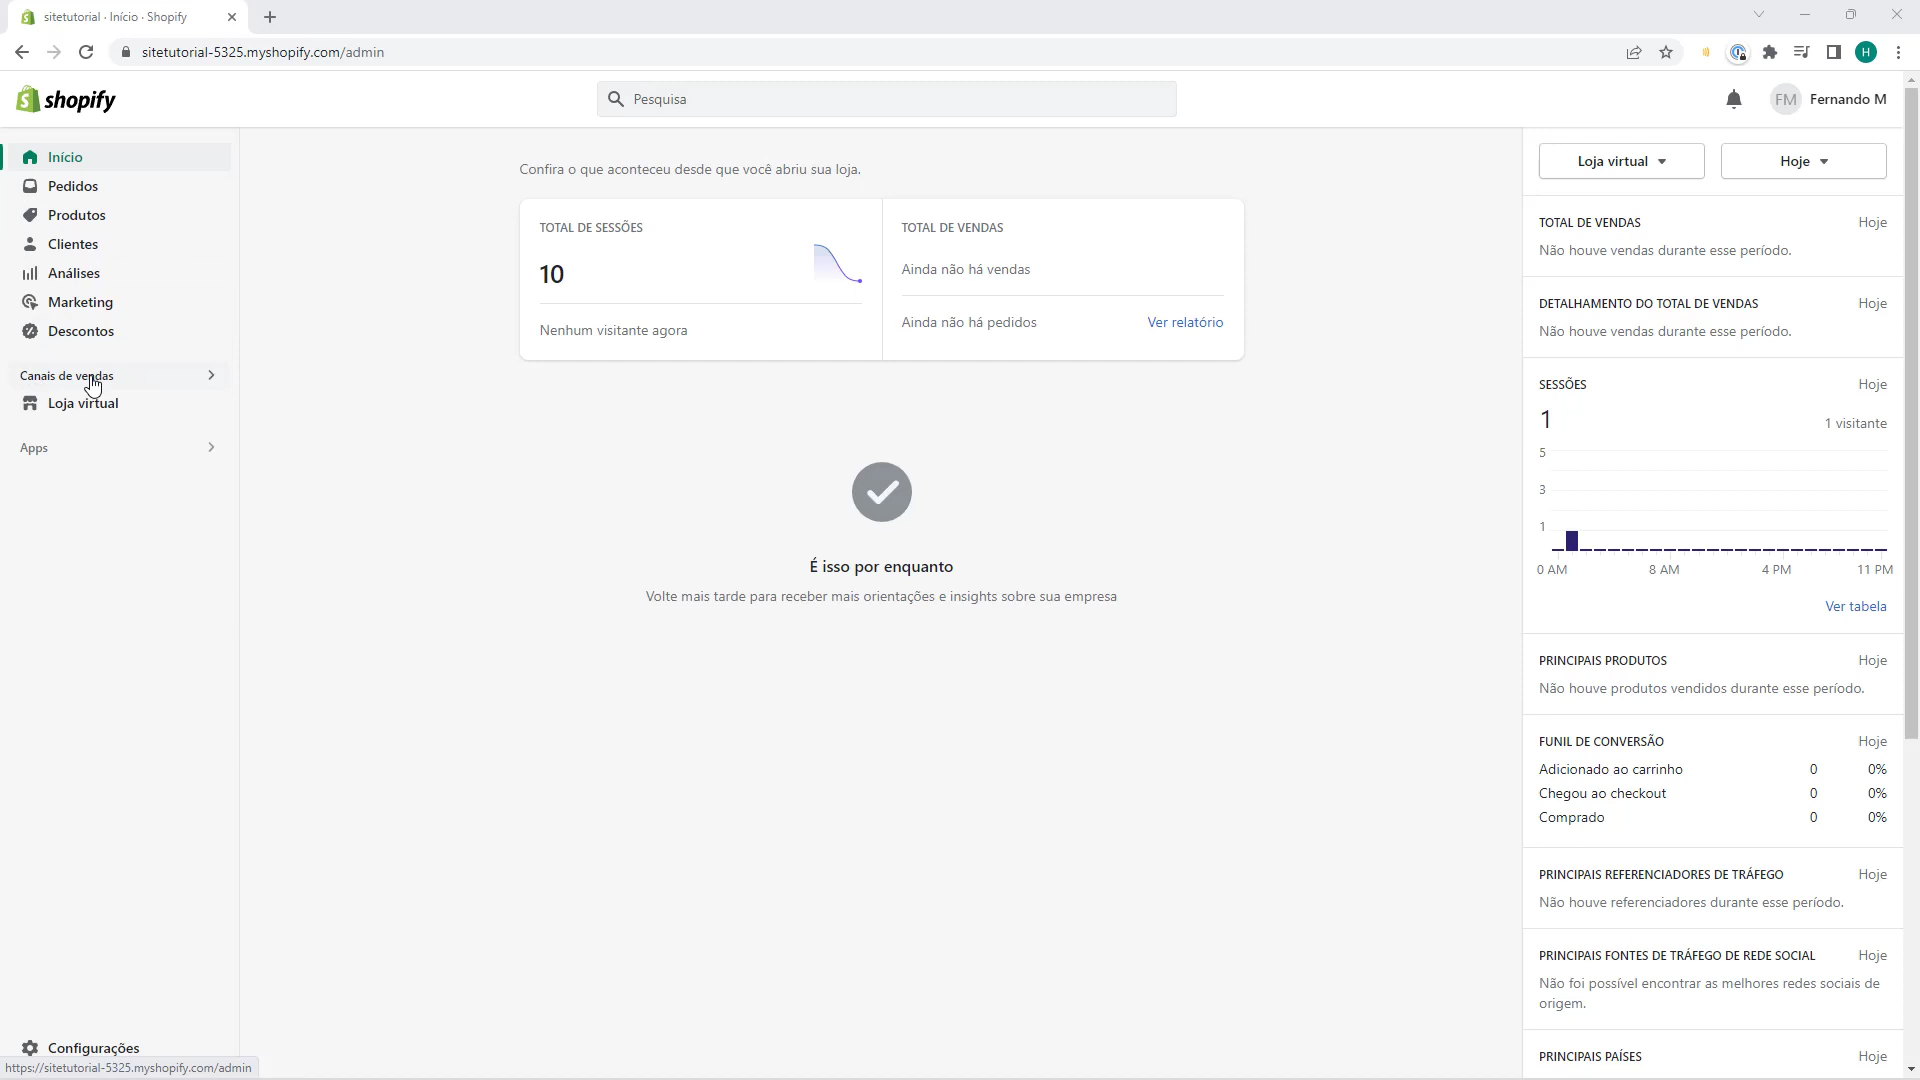 sitetutorial · Início · Shopify
sitetutorial-5325.myshopify.com/admin
H
shopify
Pesquisa
FM
Fernando M
Início
Pedidos
Produtos
Clientes
Análises
Marketing
Descontos
Canais de vendas
Loja virtual
Apps
Configurações
https://sitetutorial-5325.myshopify.com/admin
Confira o que aconteceu desde que você abriu sua loja.
TOTAL DE SESSÕES
10
Nenhum visitante agora
TOTAL DE VENDAS
Ainda não há vendas
Ainda não há pedidos Ver relatório
É isso por enquanto
Volte mais tarde para receber mais orientações e insights sobre sua empresa
Loja virtual Hoje
TOTAL DE VENDAS Hoje
Não houve vendas durante esse período.
DETALHAMENTO DO TOTAL DE VENDAS Hoje
Não houve vendas durante esse período.
SESSÕES Hoje
1 1 visitante
5
3
1
0 AM 8 AM 4 PM 11 PM
Ver tabela
PRINCIPAIS PRODUTOS Hoje
Não houve produtos vendidos durante esse período.
FUNIL DE CONVERSÃO Hoje
Adicionado ao carrinho 0 0%
Chegou ao checkout 0 0%
Comprado 0 0%
PRINCIPAIS REFERENCIADORES DE TRÁFEGO Hoje
Não houve referenciadores durante esse período.
PRINCIPAIS FONTES DE TRÁFEGO DE REDE SOCIAL Hoje
Não foi possível encontrar as melhores redes sociais de
origem.
PRINCIPAIS PAÍSES Hoje